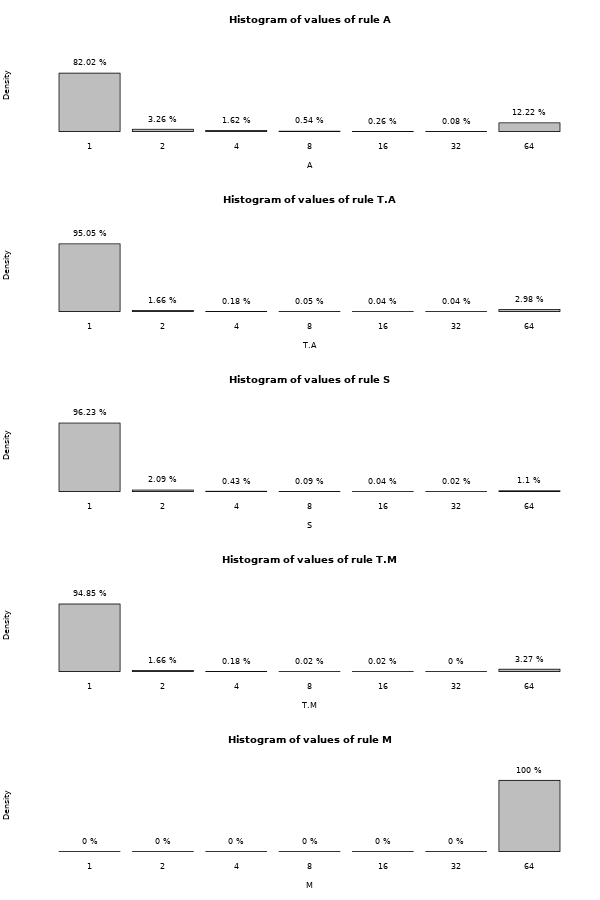 Histogram of values of rule A
Density
82.02 %
3.26 %
1.62 %
0.54 %
0.26 %
0.08 %
12.22 %
1 2 4 8 16 32 64
A
Histogram of values of rule T.A
Density
95.05 %
1.66 %
0.18 %
0.05 %
0.04 %
0.04 %
2.98 %
1 2 4 8 16 32 64
T.A
Histogram of values of rule S
Density
96.23 %
2.09 %
0.43 %
0.09 %
0.04 %
0.02 %
1.1 %
1 2 4 8 16 32 64
S
Histogram of values of rule T.M
Density
94.85 %
1.66 %
0.18 %
0.02 %
0.02 %
0 %
3.27 %
1 2 4 8 16 32 64
T.M
Histogram of values of rule M
Density
0 %
0 %
0 %
0 %
0 %
0 %
100 %
1 2 4 8 16 32 64
M